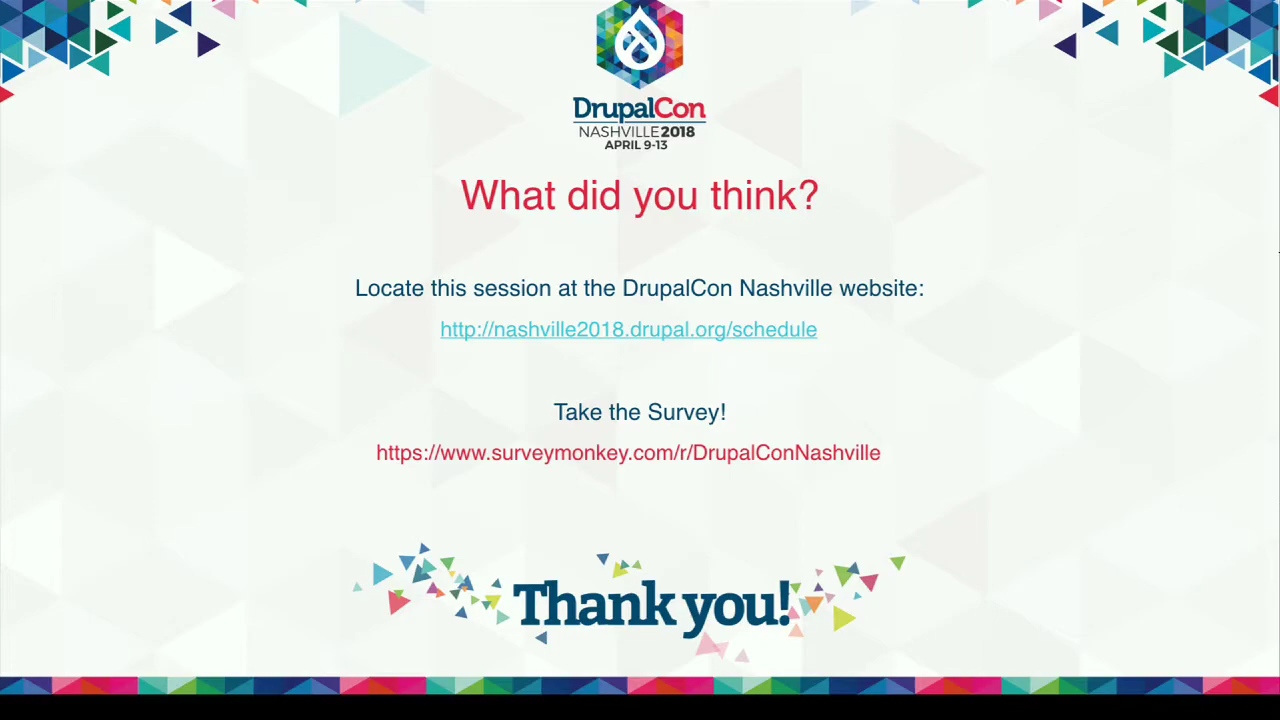 DrupalCon
NASHVILLE2018
APRIL 9-13
What did you think?
Locate this session at the DrupalCon Nashville website:
http://nashville2018.drupal.org/schedule
Take the Survey!
https://www.surveymonkey.com/r/DrupalConNashville
Thank you!